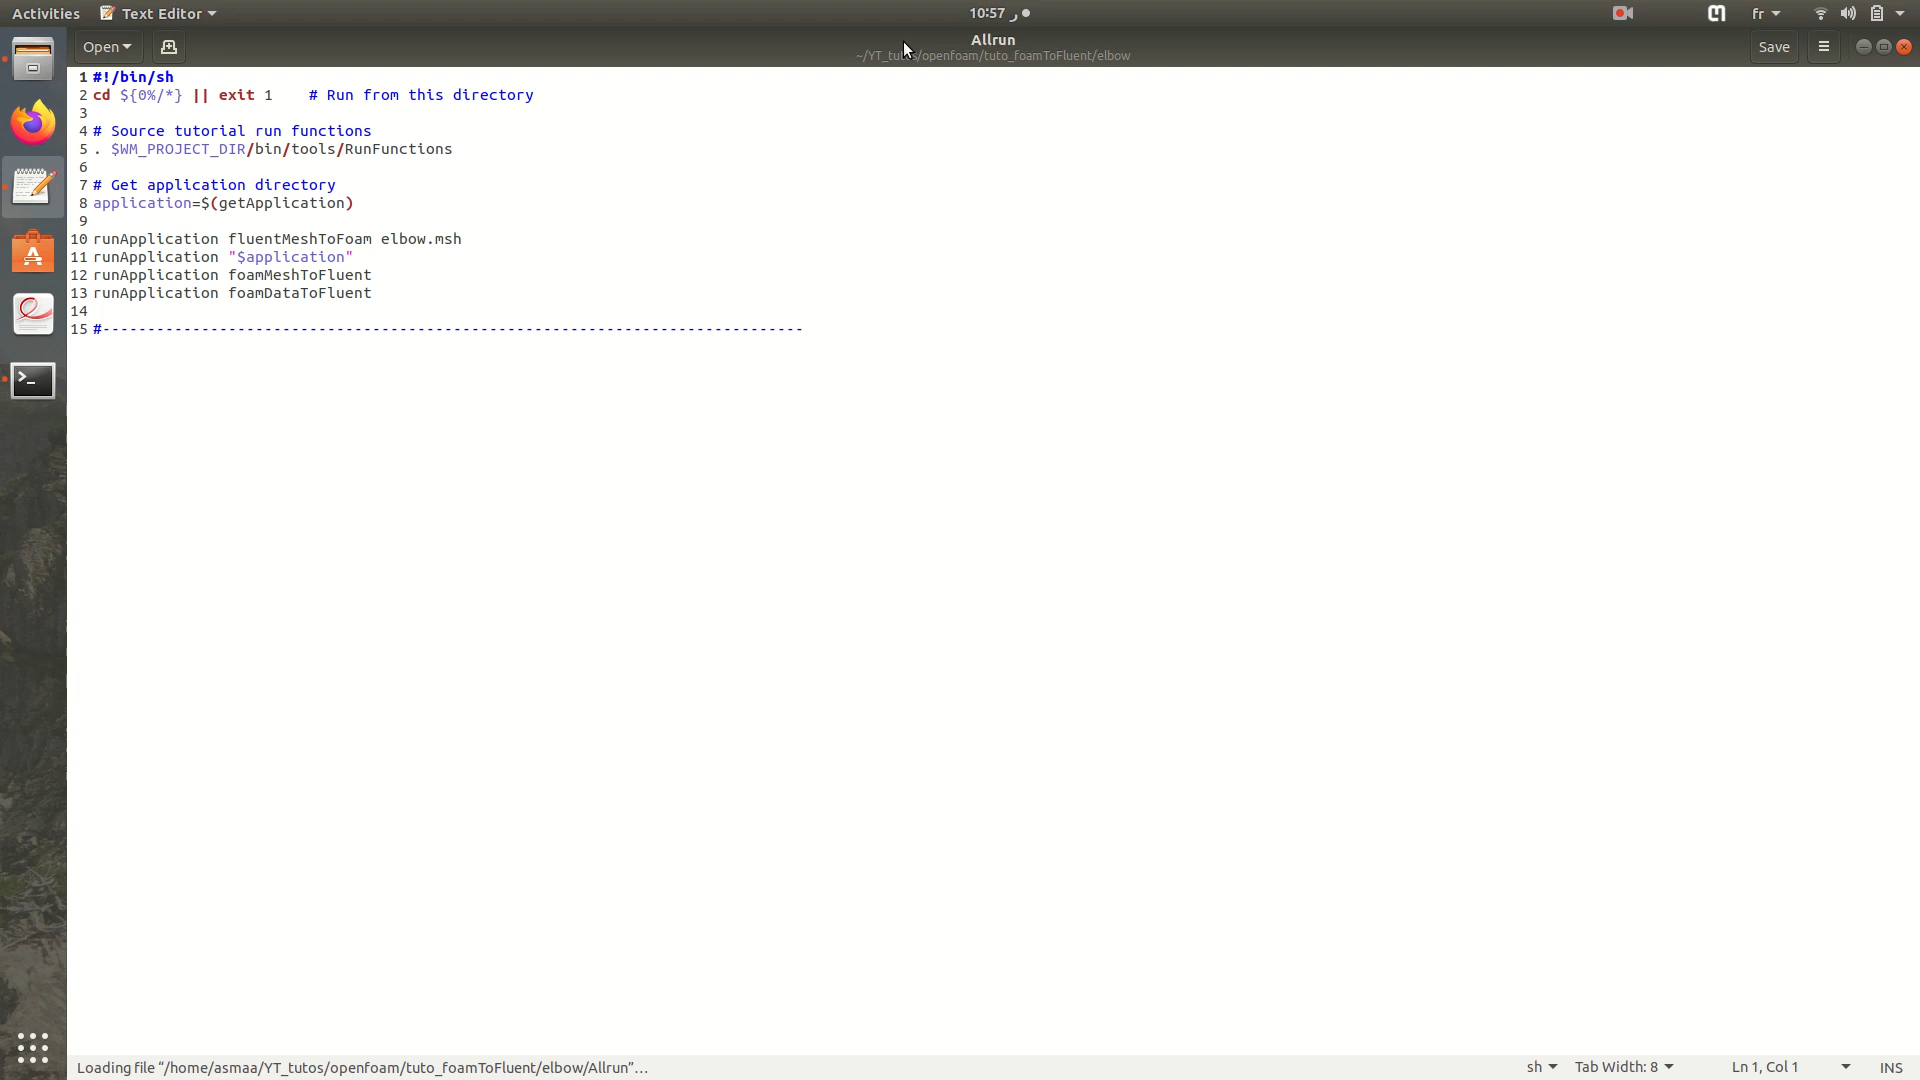 Activities Text Editor 10:57 ر fr
Open Allrun Save
~/YT_tutos/openfoam/tuto_foamToFluent/elbow
1 #!/bin/sh
2 cd ${0%/*} || exit 1    # Run from this directory
3
4 # Source tutorial run functions
5 . $WM_PROJECT_DIR/bin/tools/RunFunctions
6
7 # Get application directory
8 application=$(getApplication)
9
10 runApplication fluentMeshToFoam elbow.msh
11 runApplication "$application"
12 runApplication foamMeshToFluent
13 runApplication foamDataToFluent
14
15 #------------------------------------------------------------------------------
Loading file “/home/asmaa/YT_tutos/openfoam/tuto_foamToFluent/elbow/Allrun”… sh Tab Width: 8 Ln 1, Col 1 INS